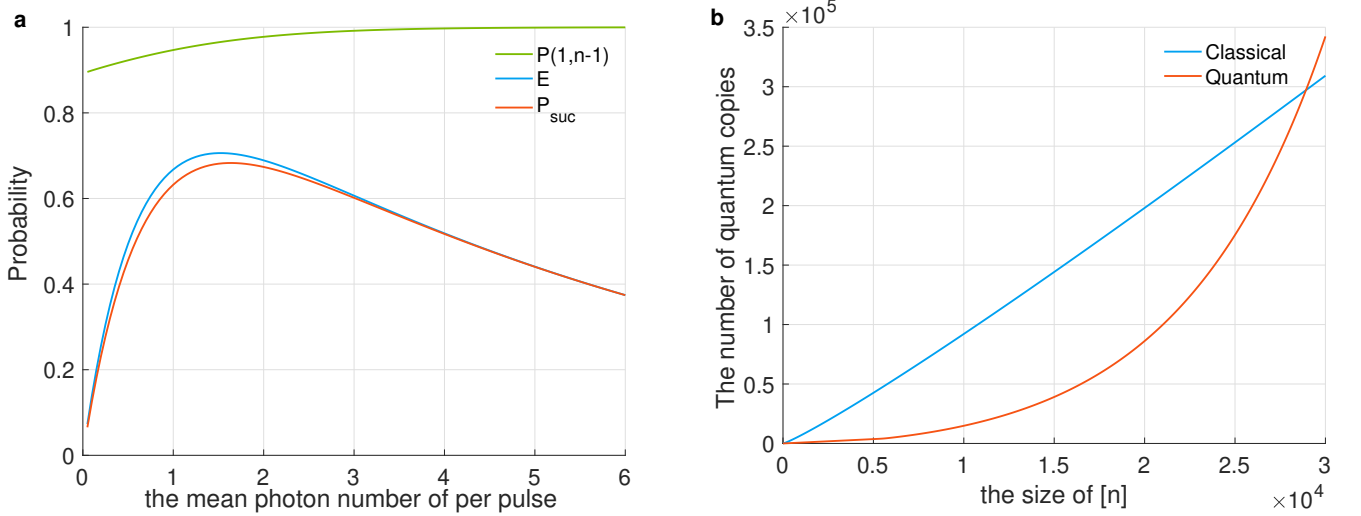 a
Probability
1
0.8
0.6
0.4
0.2
0
P(1,n-1)
E
P_suc
0 1 2 3 4 5 6
the mean photon number of per pulse
b
×10^5
The number of quantum copies
3.5
3
2.5
2
1.5
1
0.5
0
Classical
Quantum
0 0.5 1 1.5 2 2.5 3
the size of [n]
×10^4